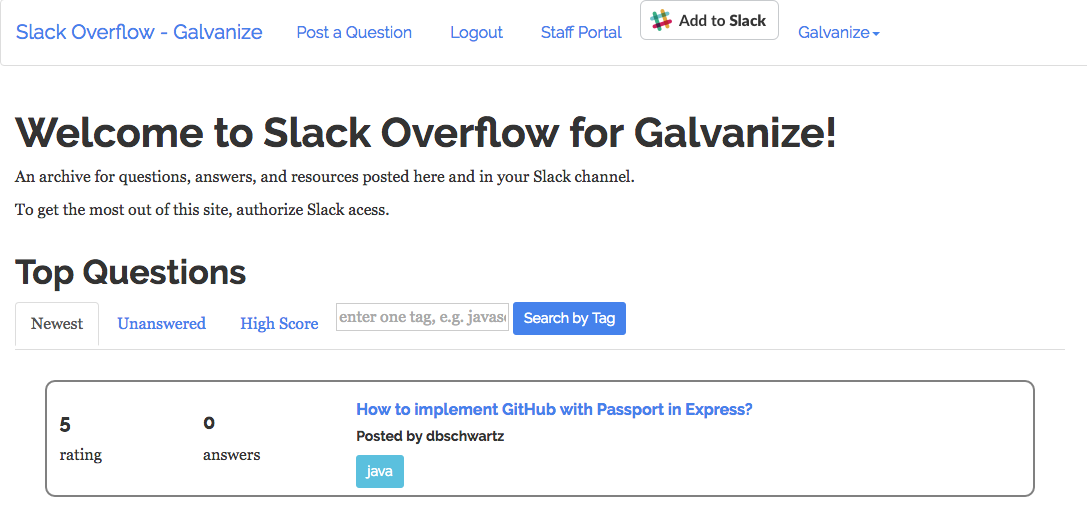 Slack Overflow - Galvanize Post a Question Logout Staff Portal Add to Slack Galvanize
Welcome to Slack Overflow for Galvanize!
An archive for questions, answers, and resources posted here and in your Slack channel.
To get the most out of this site, authorize Slack acess.
Top Questions
Newest Unanswered High Score enter one tag, e.g. javas Search by Tag
How to implement GitHub with Passport in Express?
5 0
Posted by dbschwartz
rating answers
java